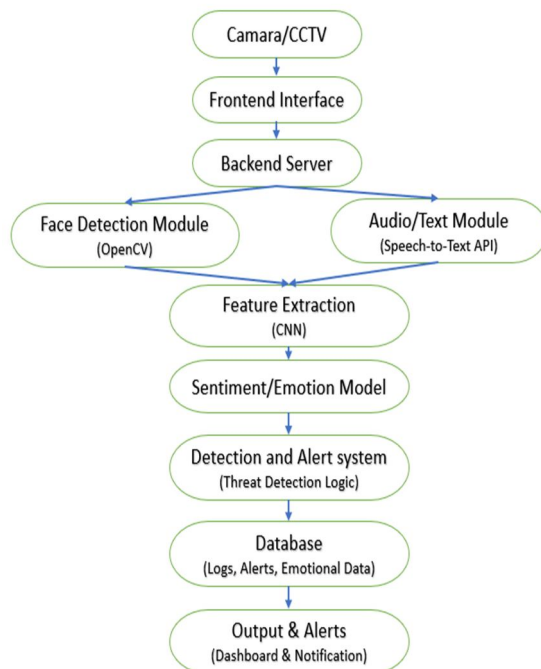 Camara/CCTV
Frontend Interface
Backend Server
Face Detection Module
(OpenCV)
Audio/Text Module
(Speech-to-Text API)
Feature Extraction
(CNN)
Sentiment/Emotion Model
Detection and Alert system
(Threat Detection Logic)
Database
(Logs, Alerts, Emotional Data)
Output & Alerts
(Dashboard & Notification)